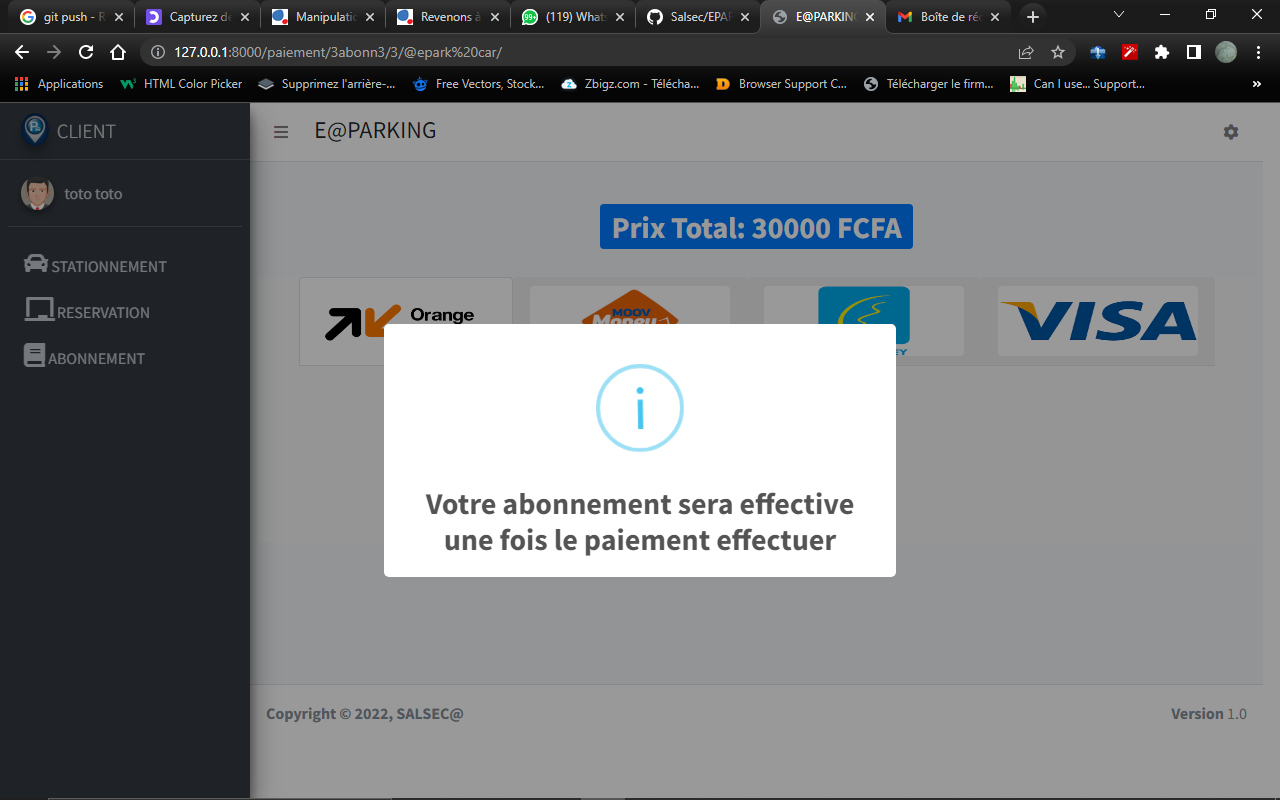 git push - R
Capturez de
Manipulatio
Revenons à
99+
(119) Whats
Salsec/EPAR
E@PARKING
Boîte de réc
127.0.0.1:8000/paiement/3abonn3/3/@epark%20car/
Applications
HTML Color Picker
Supprimez l'arrière-...
Free Vectors, Stock...
Zbigz.com - Télécha...
Browser Support C...
Télécharger le firm...
Can I use... Support...
»
CLIENT
E@PARKING
toto toto
Prix Total: 30000 FCFA
STATIONNEMENT
RESERVATION
ABONNEMENT
Orange
MOOV
Money
VISA
i
Votre abonnement sera effective
une fois le paiement effectuer
Copyright © 2022, SALSEC@
Version 1.0